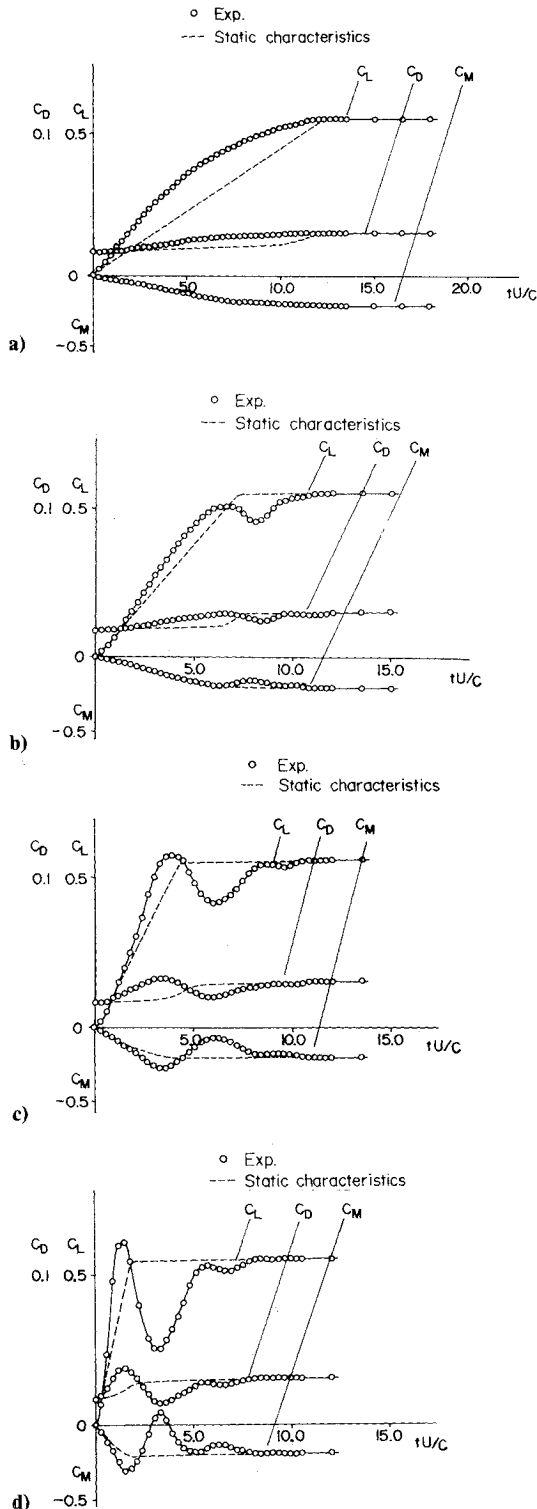 ○ Exp.
--- Static characteristics
C_L C_D C_M
C_D C_L
0.1 0.5
0
5.0 10.0 15.0 20.0
tU/C
C_M
-0.5
a)
○ Exp.
--- Static characteristics
C_L C_D C_M
C_D C_L
0.1 0.5
0
5.0 10.0 15.0
tU/C
C_M
-0.5
b)
○ Exp.
--- Static characteristics
C_L C_D C_M
C_D C_L
0.1 0.5
0
5.0 10.0 15.0
tU/C
C_M
-0.5
c)
○ Exp.
--- Static characteristics
C_L C_D C_M
C_D C_L
0.1 0.5
0
5.0 10.0 15.0
tU/C
C_M
-0.5
d)